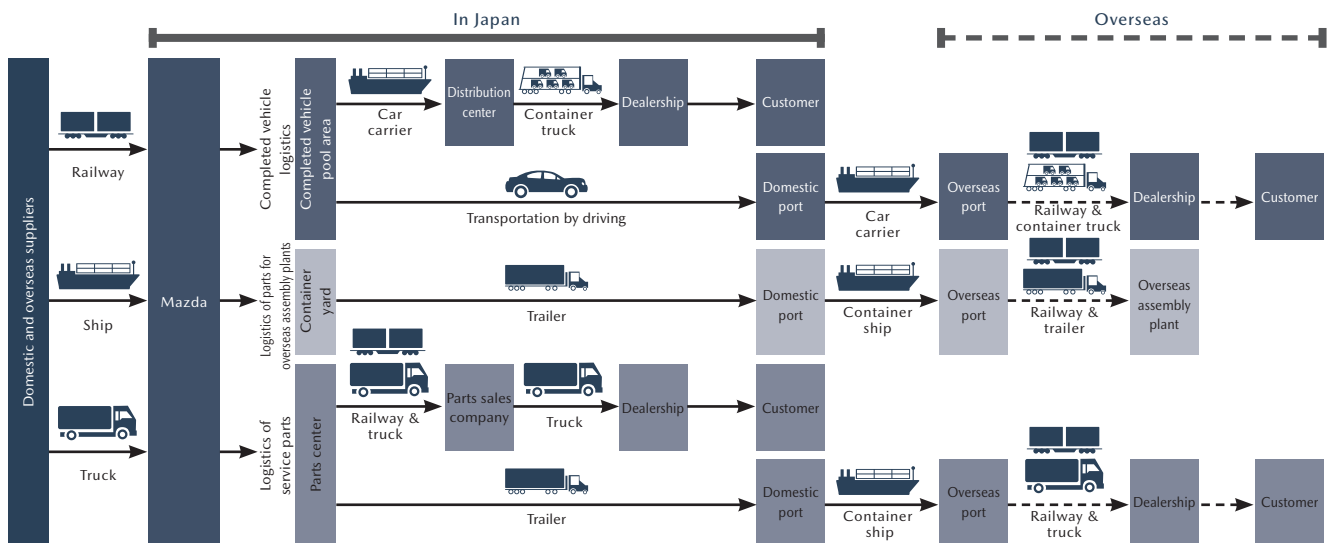 In Japan
Overseas
Domestic and overseas suppliers
Railway
Ship
Truck
Mazda
Completed vehicle
logistics
Completed vehicle
pool area
Car
carrier
Distribution
center
Container
truck
Dealership
Customer
Transportation by driving
Domestic
port
Car
carrier
Overseas
port
Railway &
container truck
Dealership
Customer
Logistics of parts for
overseas assembly plants
Container
yard
Trailer
Domestic
port
Container
ship
Overseas
port
Railway &
trailer
Overseas
assembly
plant
Logistics of
service parts
Parts center
Railway &
truck
Parts sales
company
Truck
Dealership
Customer
Trailer
Domestic
port
Container
ship
Overseas
port
Railway &
truck
Dealership
Customer